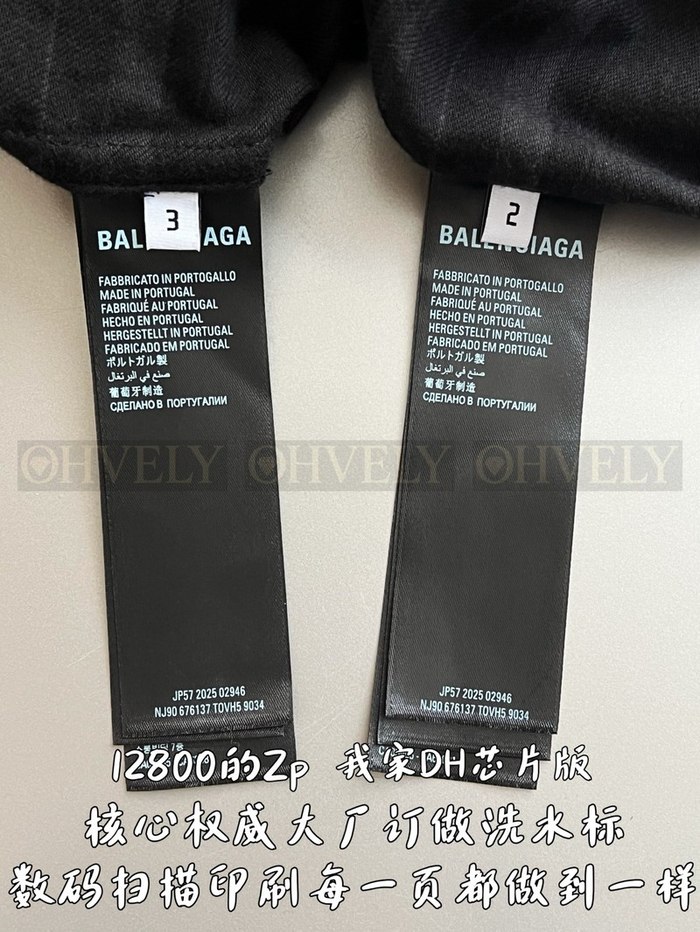 3
BAL AGA
FABBRICATO IN PORTOGALLO
MADE IN PORTUGAL
FABRIQUÉ AU PORTUGAL
HECHO EN PORTUGAL
HERGESTELLT IN PORTUGAL
FABRICADO EM PORTUGAL
ポルトガル製
صنع في البرتغال
葡萄牙制造
СДЕЛАНО В ПОРТУГАЛИИ
JP57 2025 02946
NJ90 676137 TOVH5 9034
2
BALENCIAGA
FABBRICATO IN PORTOGALLO
MADE IN PORTUGAL
FABRIQUÉ AU PORTUGAL
HECHO EN PORTUGAL
HERGESTELLT IN PORTUGAL
FABRICADO EM PORTUGAL
ポルトガル製
صنع في البرتغال
葡萄牙制造
СДЕЛАНО В ПОРТУГАЛИИ
JP57 2025 02946
NJ90 676137 TOVH5 9034
OHVELY OHVELY OHVELY
12800的Zp 我家DH芯片版
核心权威大厂订做洗水标
数码扫描印刷每一页都做到一样